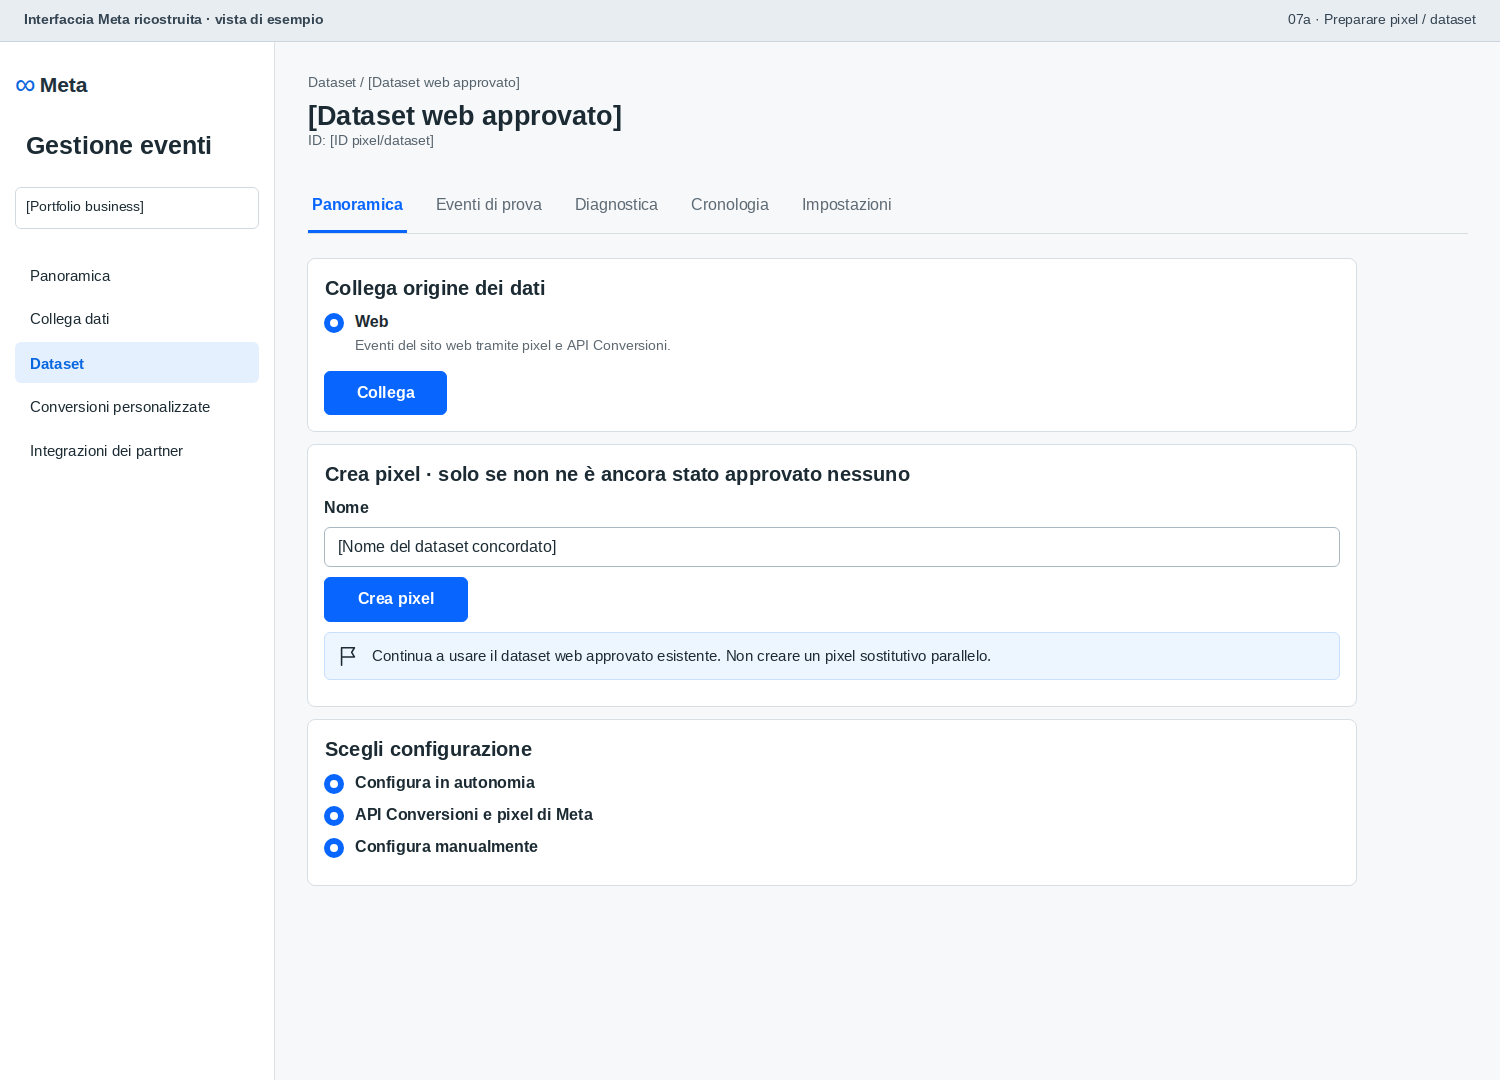 Interfaccia Meta ricostruita · vista di esempio
07a · Preparare pixel / dataset
Meta
Gestione eventi
[Portfolio business]
Panoramica
Collega dati
Dataset
Conversioni personalizzate
Integrazioni dei partner
Dataset / [Dataset web approvato]
[Dataset web approvato]
ID: [ID pixel/dataset]
Panoramica
Eventi di prova
Diagnostica
Cronologia
Impostazioni
Collega origine dei dati
Web
Eventi del sito web tramite pixel e API Conversioni.
Collega
Crea pixel · solo se non ne è ancora stato approvato nessuno
Nome
[Nome del dataset concordato]
Crea pixel
Continua a usare il dataset web approvato esistente. Non creare un pixel sostitutivo parallelo.
Scegli configurazione
Configura in autonomia
API Conversioni e pixel di Meta
Configura manualmente